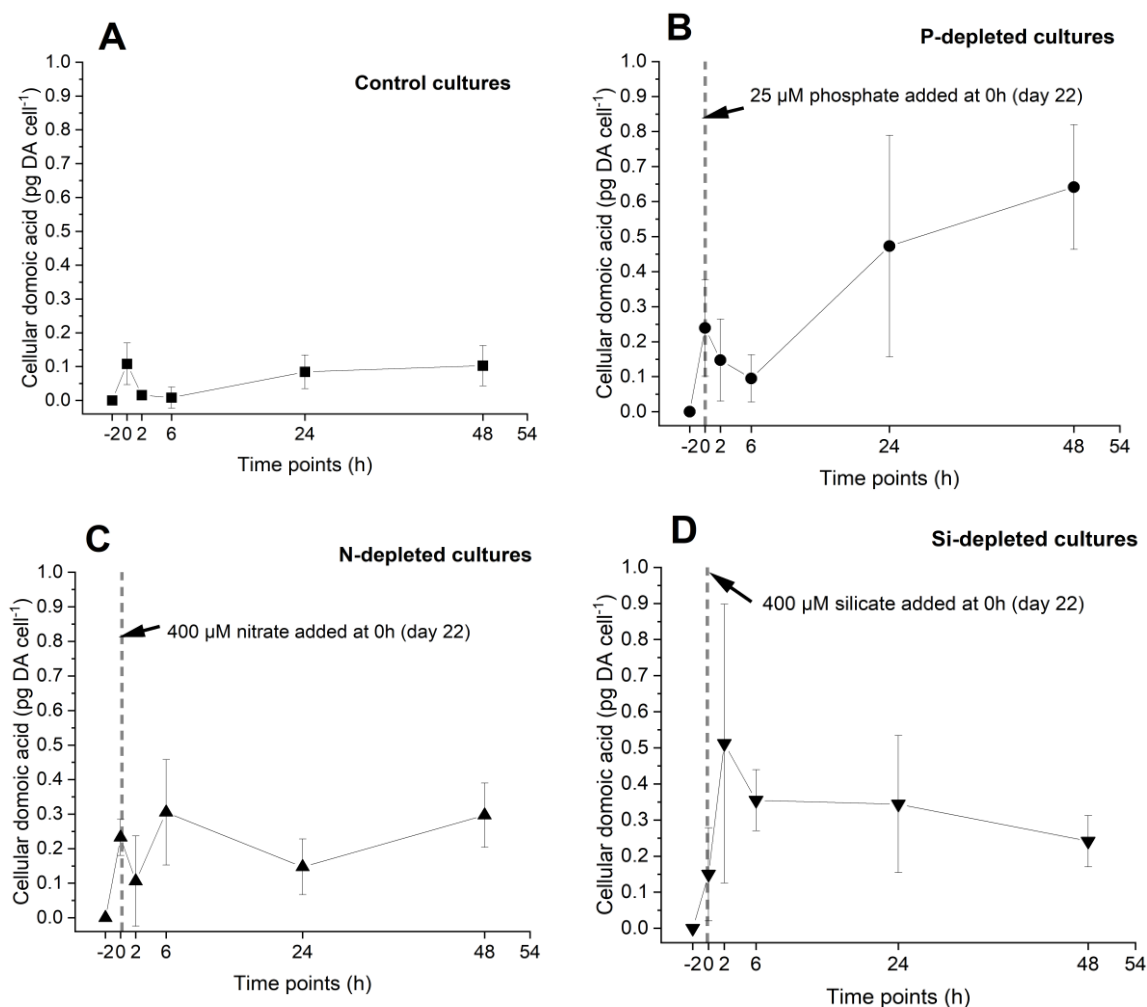 A
Control cultures
Cellular domoic acid (pg DA cell⁻¹)
1.0
0.9
0.8
0.7
0.6
0.5
0.4
0.3
0.2
0.1
0.0
-2 0 2 6 24 48 54
Time points (h)
B
P-depleted cultures
25 µM phosphate added at 0h (day 22)
Cellular domoic acid (pg DA cell⁻¹)
1.0
0.9
0.8
0.7
0.6
0.5
0.4
0.3
0.2
0.1
0.0
-2 0 2 6 24 48 54
Time points (h)
C
N-depleted cultures
400 µM nitrate added at 0h (day 22)
Cellular domoic acid (pg DA cell⁻¹)
1.0
0.9
0.8
0.7
0.6
0.5
0.4
0.3
0.2
0.1
0.0
-2 0 2 6 24 48 54
Time points (h)
D
Si-depleted cultures
400 µM silicate added at 0h (day 22)
Cellular domoic acid (pg DA cell⁻¹)
1.0
0.9
0.8
0.7
0.6
0.5
0.4
0.3
0.2
0.1
0.0
-2 0 2 6 24 48 54
Time points (h)